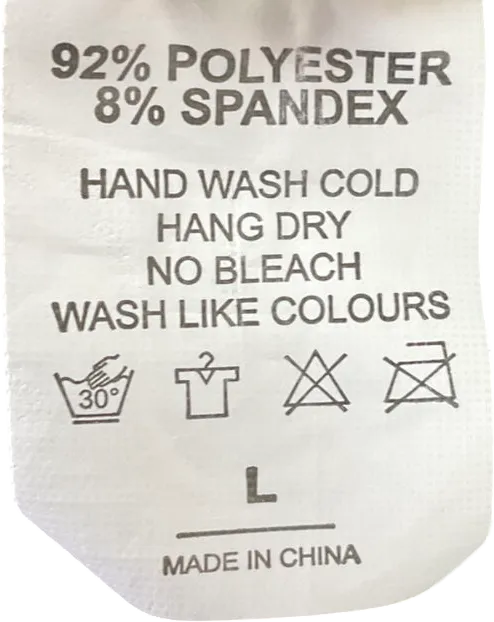 92% POLYESTER
8% SPANDEX
HAND WASH COLD
HANG DRY
NO BLEACH
WASH LIKE COLOURS
30°
L
MADE IN CHINA